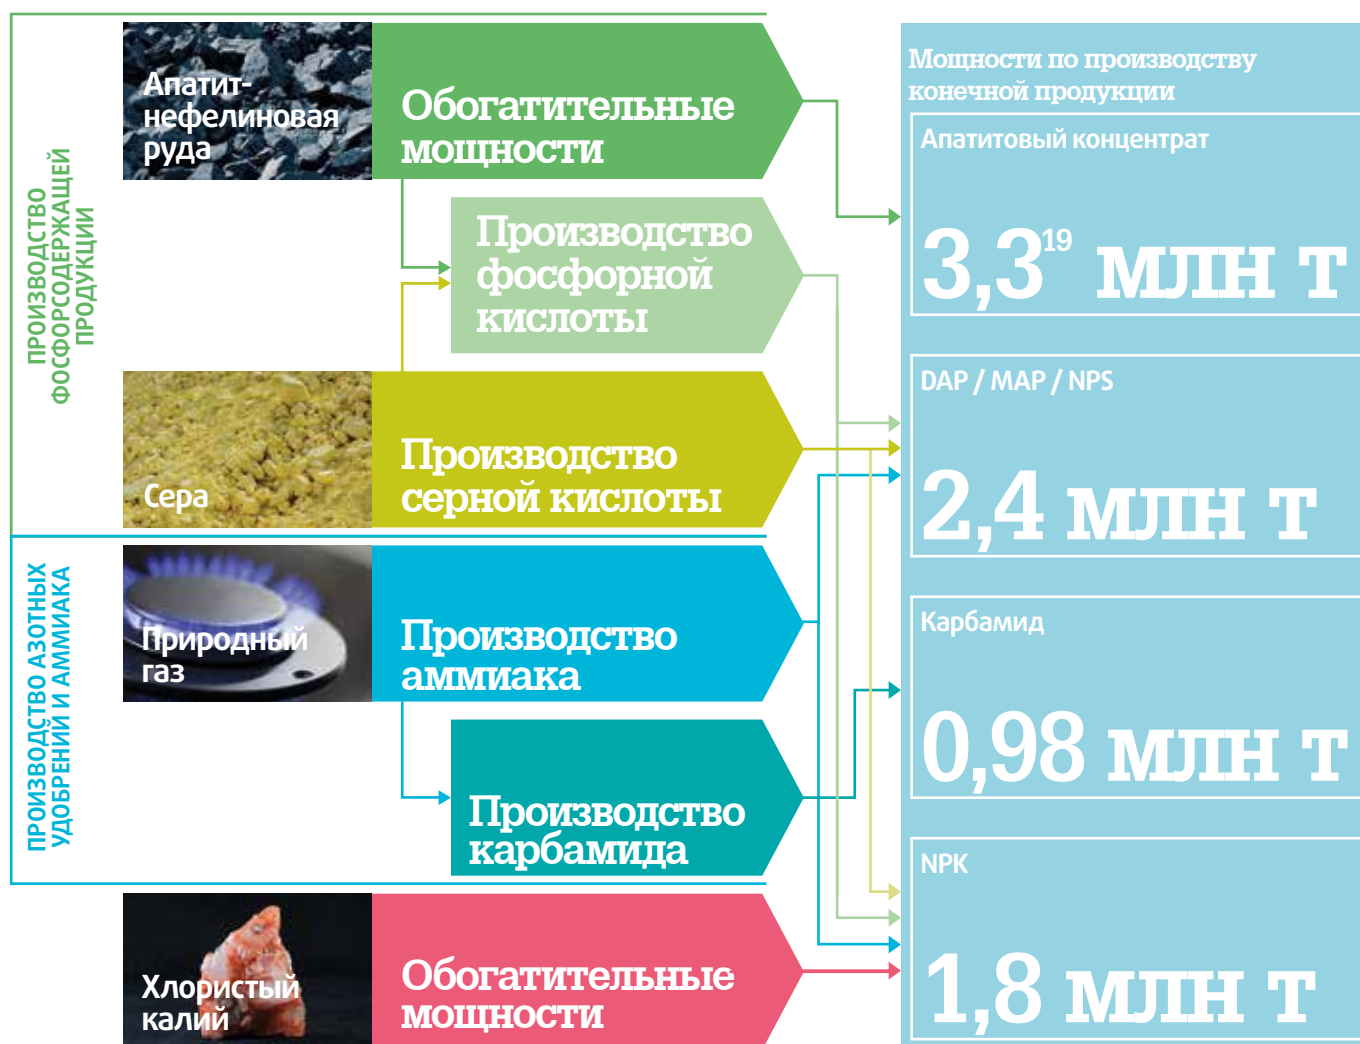 ПРОИЗВОДСТВО
ФОСФОРСОДЕРЖАЩЕЙ
ПРОДУКЦИИ
Апатит-
нефелиновая
руда
Обогатительные
мощности
Производство
фосфорной
кислоты
Сера
Производство
серной кислоты
ПРОИЗВОДСТВО АЗОТНЫХ
УДОБРЕНИЙ И АММИАКА
Природный
газ
Производство
аммиака
Производство
карбамида
Хлористый
калий
Обогатительные
мощности
Мощности по производству
конечной продукции
Апатитовый концентрат
3,3¹⁹ млн т
DAP / MAP / NPS
2,4 млн т
Карбамид
0,98 млн т
NPK
1,8 млн т